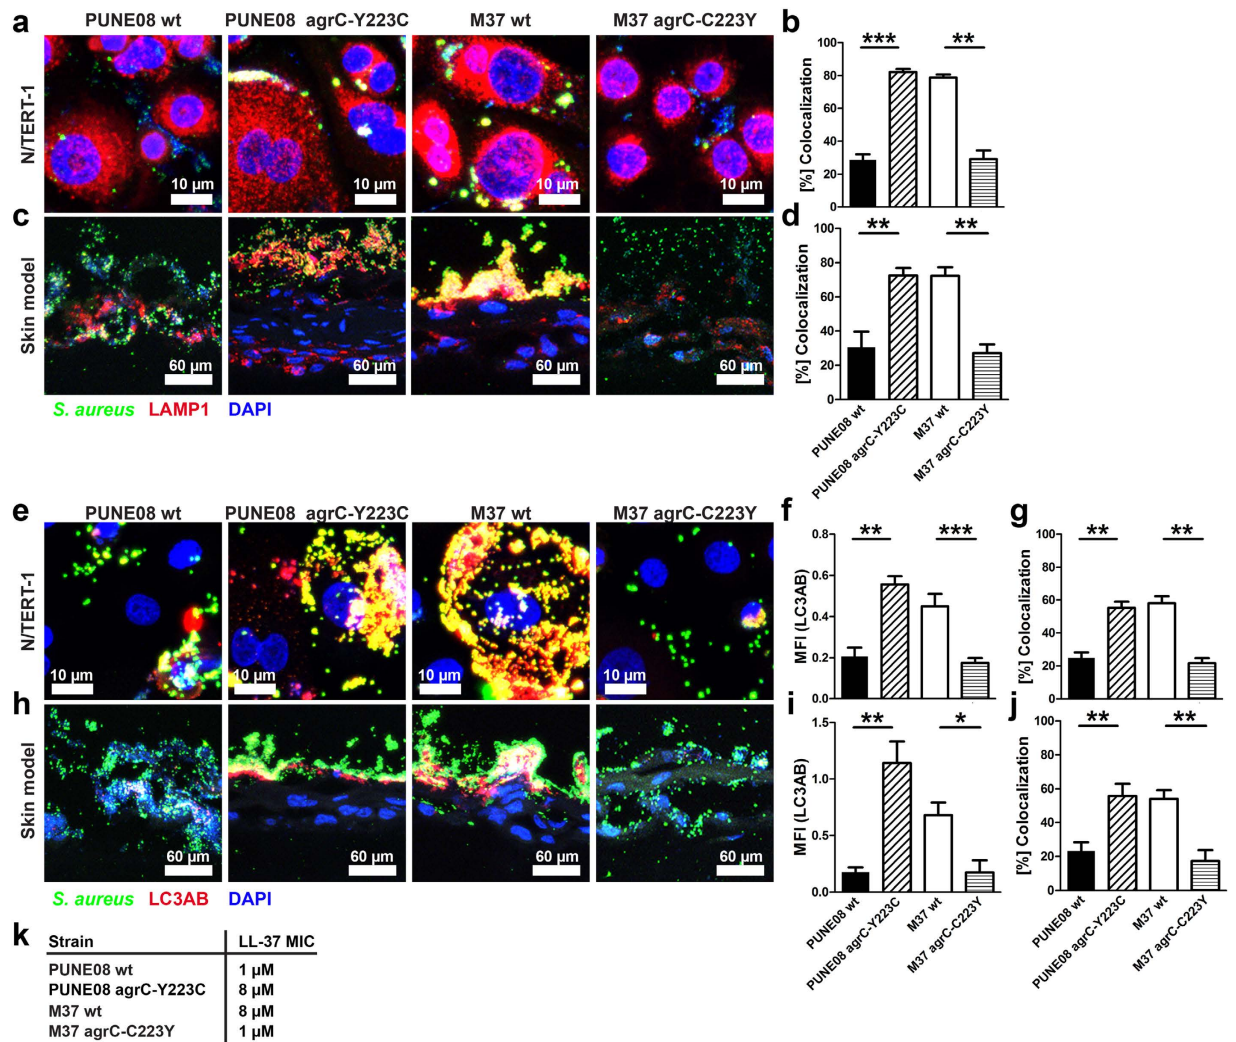 a PUNE08 wt PUNE08 agrC-Y223C M37 wt M37 agrC-C223Y
N/TERT-1
10 µm 10 µm 10 µm 10 µm
b
*** **
100
80
60
40
20
0
[%] Colocalization
c
Skin model
60 µm 60 µm 60 µm 60 µm
S. aureus LAMP1 DAPI
d
** **
100
80
60
40
20
0
[%] Colocalization
PUNE08 wt
PUNE08 agrC-Y223C
M37 wt
M37 agrC-C223Y
e PUNE08 wt PUNE08 agrC-Y223C M37 wt M37 agrC-C223Y
N/TERT-1
10 µm 10 µm 10 µm 10 µm
f
** ***
0.8
0.6
0.4
0.2
0.0
MFI (LC3AB)
g
** **
100
80
60
40
20
0
[%] Colocalization
h
Skin model
60 µm 60 µm 60 µm 60 µm
S. aureus LC3AB DAPI
i
** *
1.5
1.0
0.5
0.0
MFI (LC3AB)
PUNE08 wt
PUNE08 agrC-Y223C
M37 wt
M37 agrC-C223Y
j
** **
100
80
60
40
20
0
[%] Colocalization
PUNE08 wt
PUNE08 agrC-Y223C
M37 wt
M37 agrC-C223Y
k
Strain LL-37 MIC
PUNE08 wt 1 µM
PUNE08 agrC-Y223C 8 µM
M37 wt 8 µM
M37 agrC-C223Y 1 µM